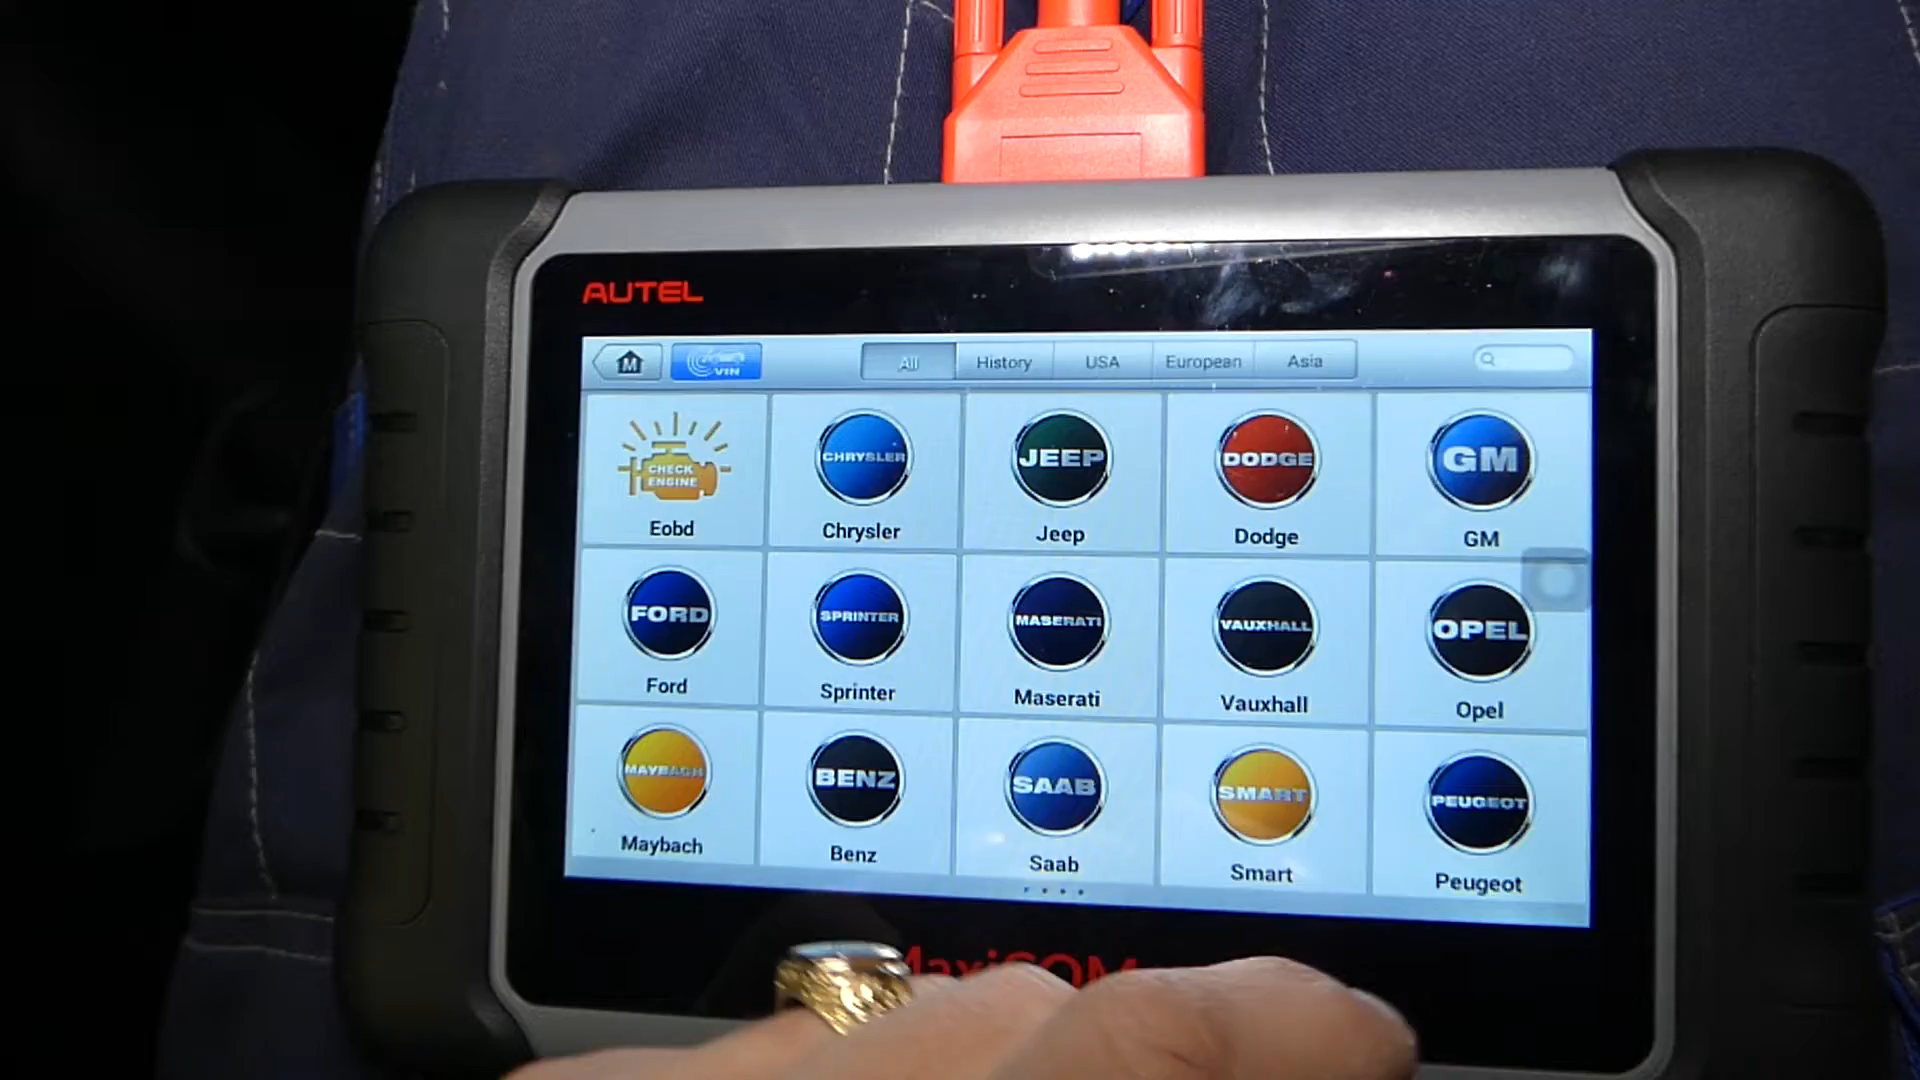 AUTEL
M VIN All History USA European Asia
CHECK ENGINE CHRYSLER JEEP DODGE GM
Eobd Chrysler Jeep Dodge GM
FORD SPRINTER MASERATI VAUXHALL OPEL
Ford Sprinter Maserati Vauxhall Opel
MAYBACH BENZ SAAB SMART PEUGEOT
Maybach Benz Saab Smart Peugeot
MaxiCOM